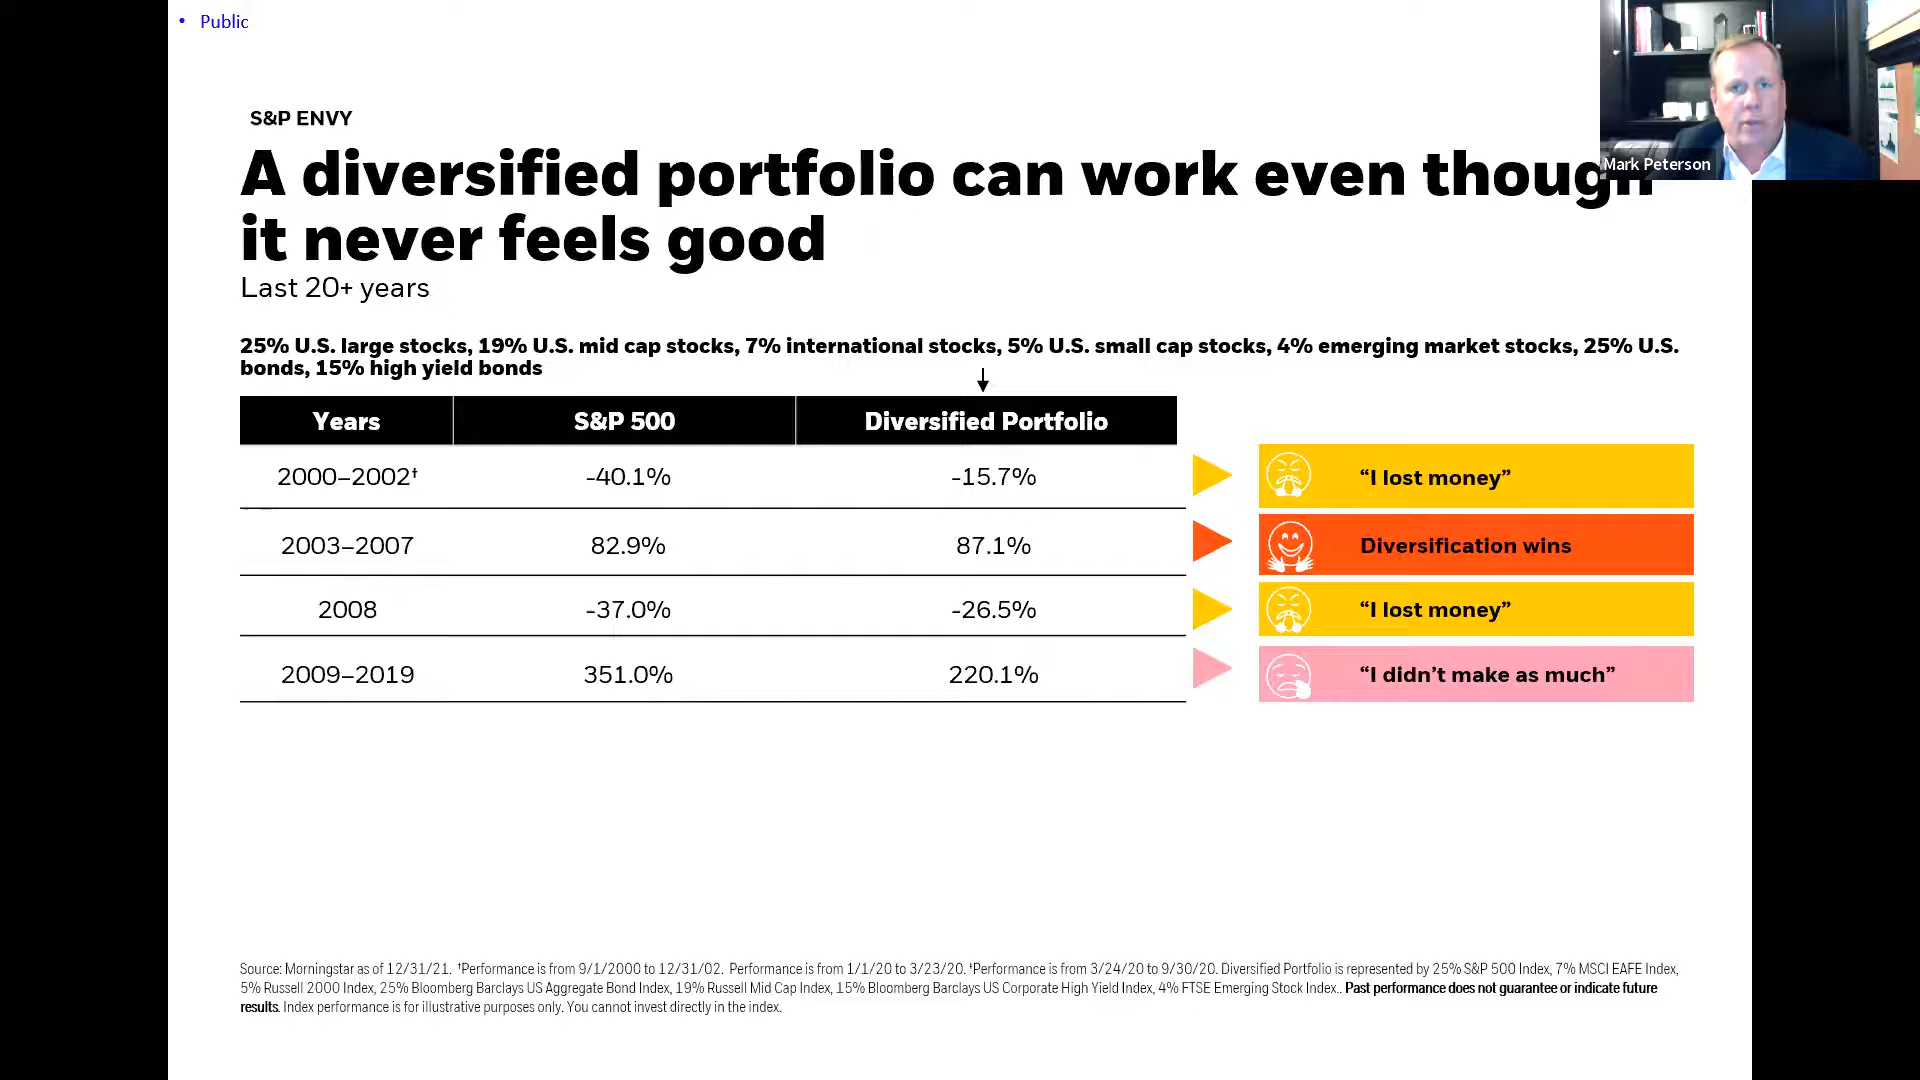 • Public
S&P ENVY
A diversified portfolio can work even though
it never feels good
Last 20+ years
25% U.S. large stocks, 19% U.S. mid cap stocks, 7% international stocks, 5% U.S. small cap stocks, 4% emerging market stocks, 25% U.S.
bonds, 15% high yield bonds
Years S&P 500 Diversified Portfolio
2000–2002† -40.1% -15.7% “I lost money”
2003–2007 82.9% 87.1% Diversification wins
2008 -37.0% -26.5% “I lost money”
2009–2019 351.0% 220.1% “I didn’t make as much”
Source: Morningstar as of 12/31/21. †Performance is from 9/1/2000 to 12/31/02. Performance is from 1/1/20 to 3/23/20. ‡Performance is from 3/24/20 to 9/30/20. Diversified Portfolio is represented by 25% S&P 500 Index, 7% MSCI EAFE Index,
5% Russell 2000 Index, 25% Bloomberg Barclays US Aggregate Bond Index, 19% Russell Mid Cap Index, 15% Bloomberg Barclays US Corporate High Yield Index, 4% FTSE Emerging Stock Index.. Past performance does not guarantee or indicate future
results. Index performance is for illustrative purposes only. You cannot invest directly in the index.
Mark Peterson